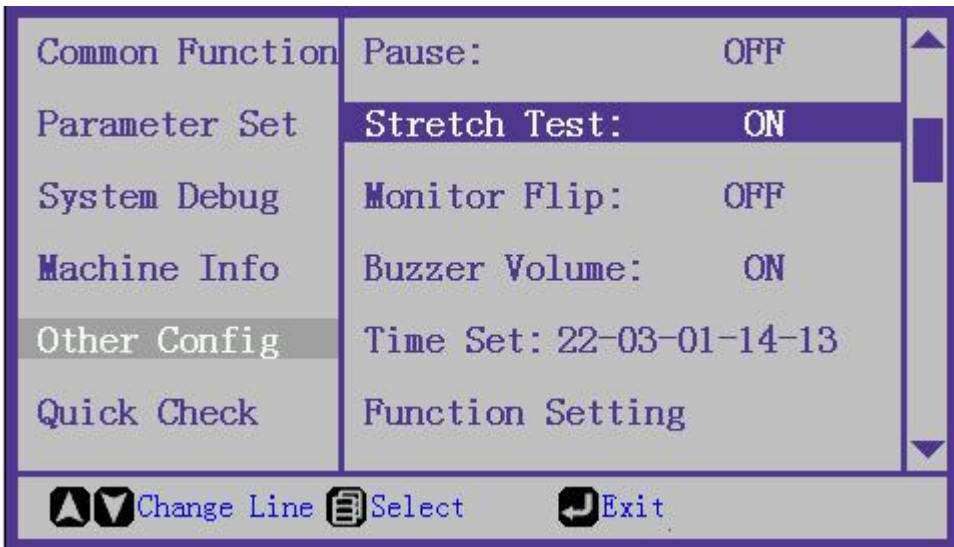 Common Function
Parameter Set
System Debug
Machine Info
Other Config
Quick Check
Pause: OFF
Stretch Test: ON
Monitor Flip: OFF
Buzzer Volume: ON
Time Set: 22-03-01-14-13
Function Setting
Change Line Select Exit